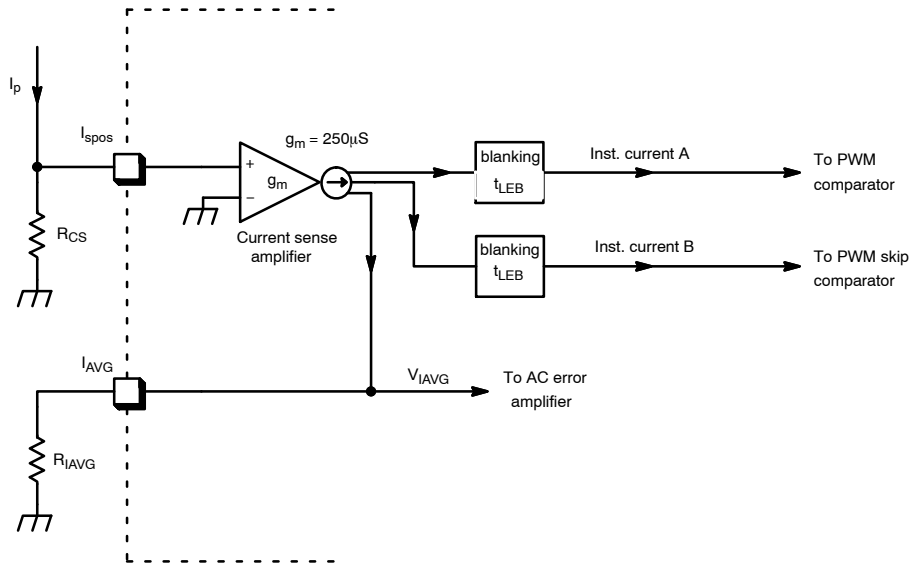 Ip
Ispos
gm = 250µS
+
gm
−
Current sense
amplifier
RCS
blanking
tLEB
Inst. current A
To PWM
comparator
blanking
tLEB
Inst. current B
To PWM skip
comparator
IAVG
VIAVG
To AC error
amplifier
RIAVG